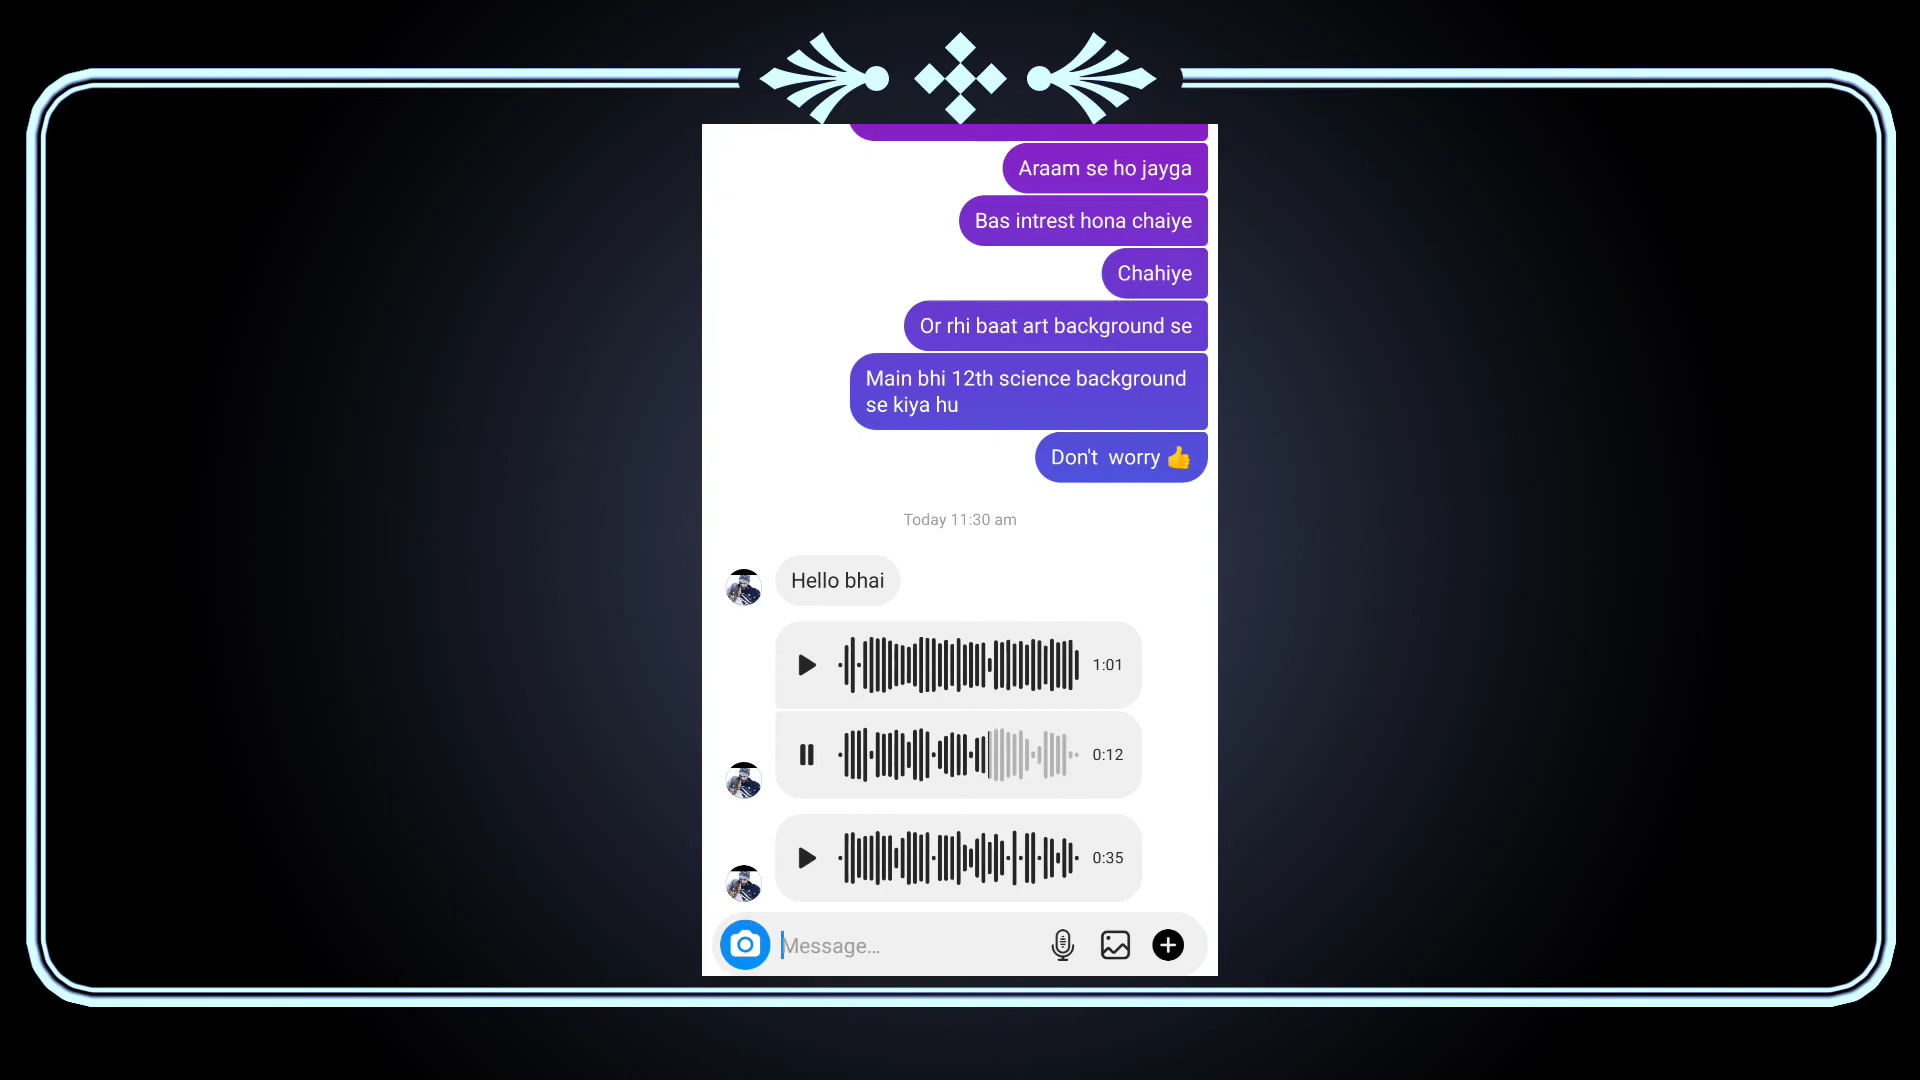 Araam se ho jayga
Bas intrest hona chaiye
Chahiye
Or rhi baat art background se
Main bhi 12th science background
se kiya hu
Don't  worry 👍
Today 11:30 am
Hello bhai
1:01
0:12
0:35
Message...